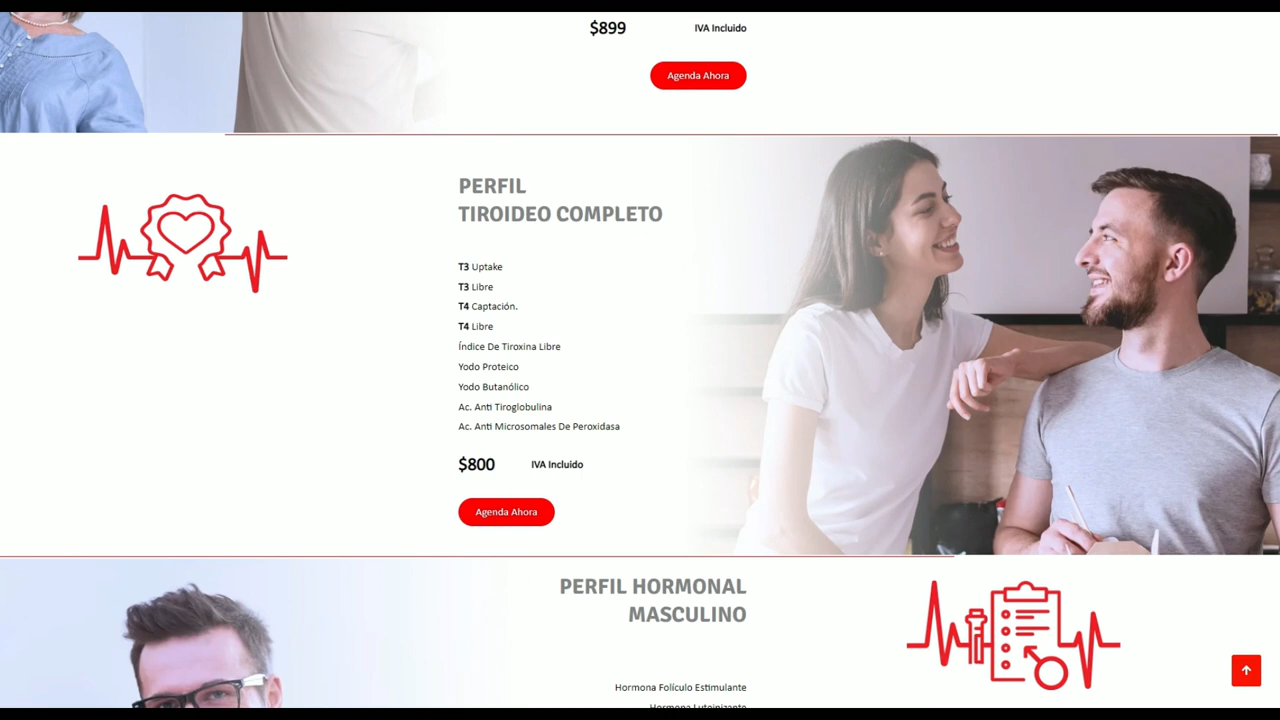 $899 IVA Incluido
Agenda Ahora
PERFIL
TIROIDEO COMPLETO
T3 Uptake
T3 Libre
T4 Captación.
T4 Libre
Índice De Tiroxina Libre
Yodo Proteico
Yodo Butanólico
Ac. Anti Tiroglobulina
Ac. Anti Microsomales De Peroxidasa
$800 IVA Incluido
Agenda Ahora
PERFIL HORMONAL
MASCULINO
Hormona Folículo Estimulante
Hormona Luteinizante